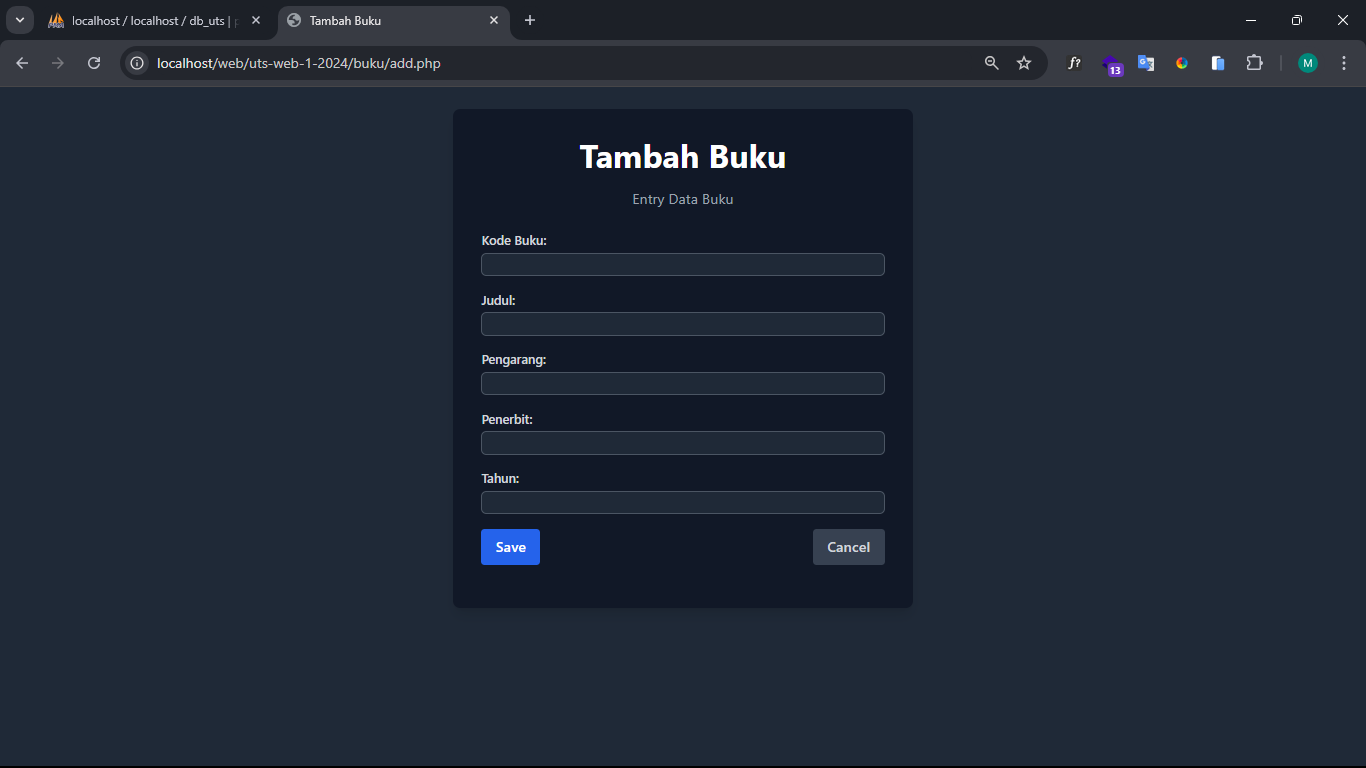 localhost / localhost / db_uts |
Tambah Buku
localhost/web/uts-web-1-2024/buku/add.php
f?
13
G
M
Tambah Buku
Entry Data Buku
Kode Buku:
Judul:
Pengarang:
Penerbit:
Tahun:
Save
Cancel